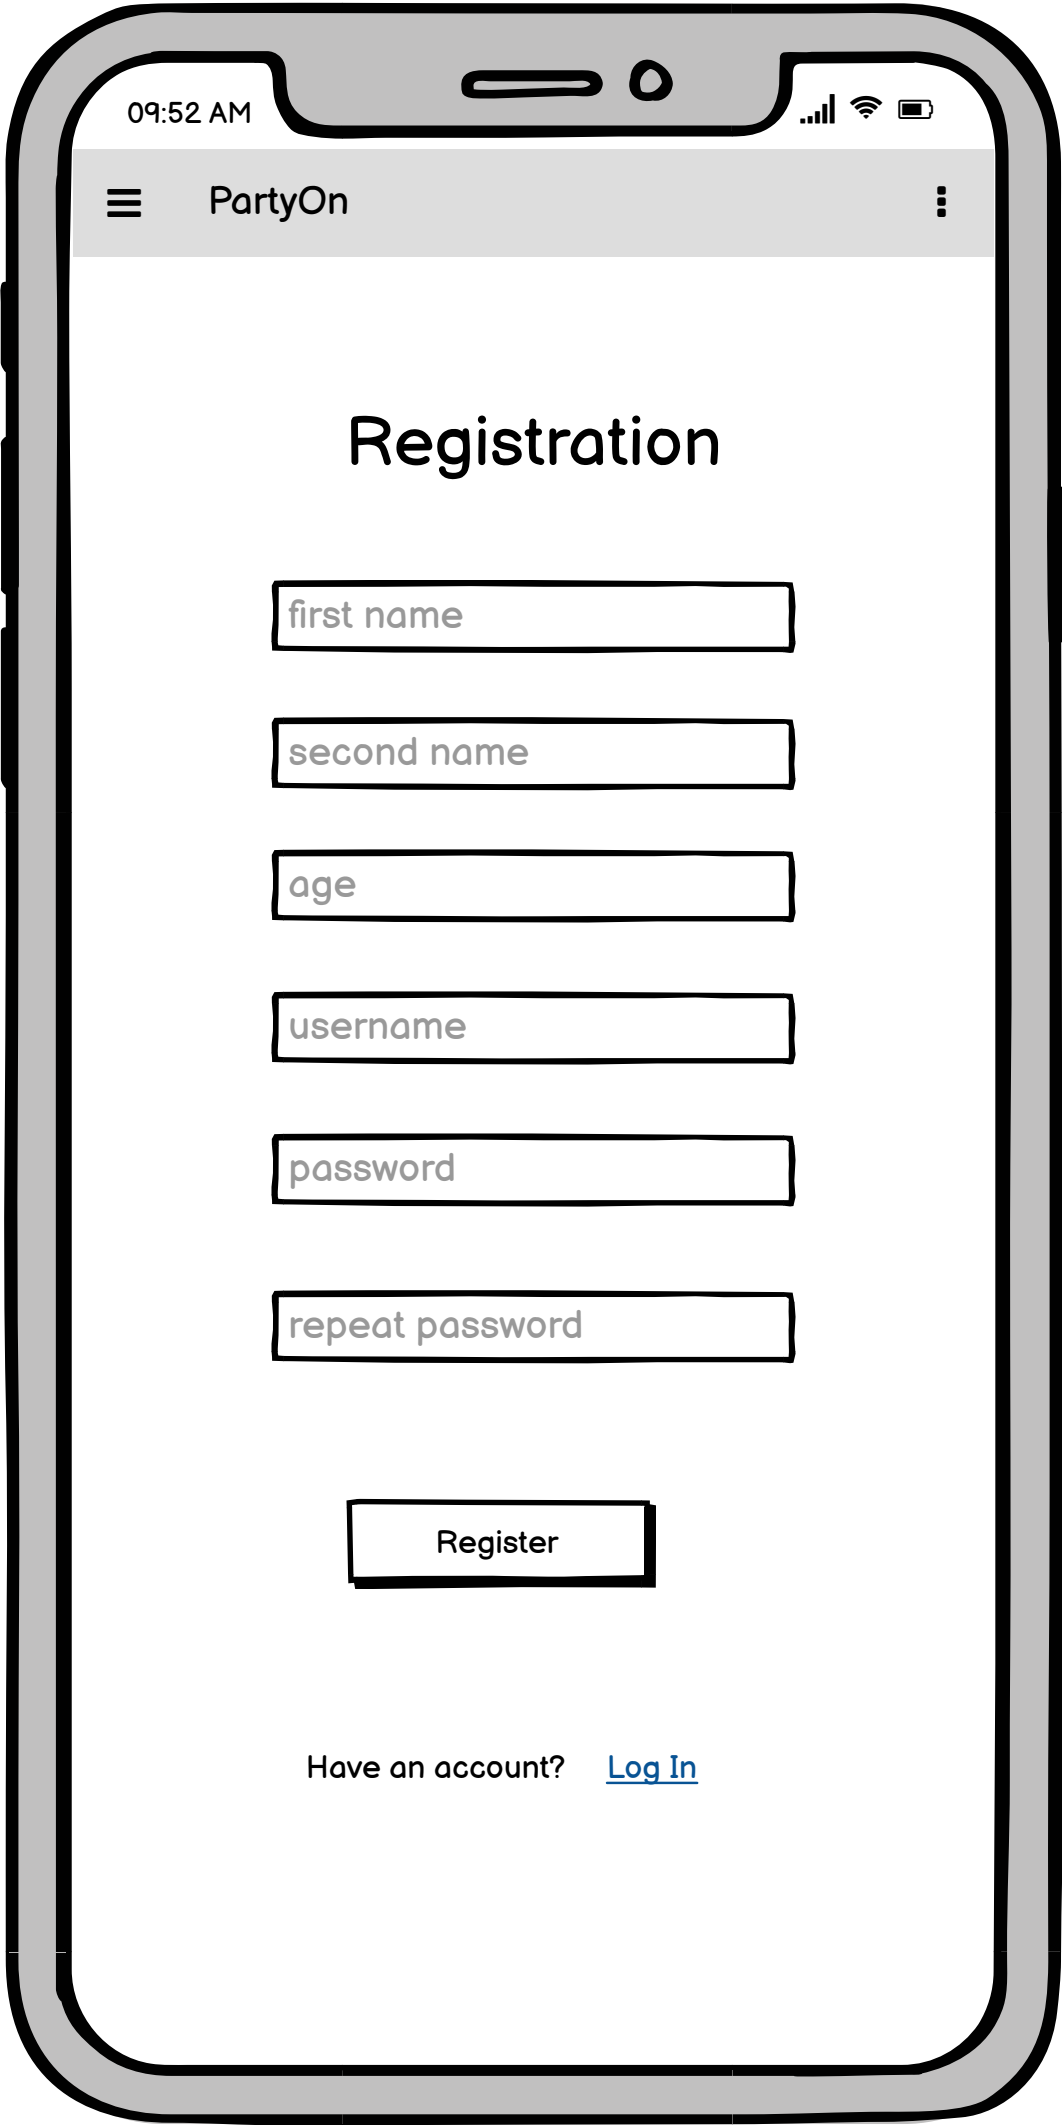 09:52 AM
PartyOn
Registration
first name
second name
age
username
password
repeat password
Register
Have an account? Log In